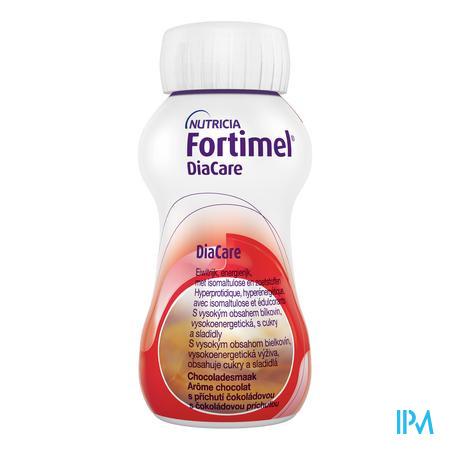 NUTRICIA
Fortimel®
DiaCare
DiaCare
Eiwitrijk, energierijk,
met isomaltulose en zoetstoffen
Hyperprotidique, hyperénergétique,
avec isomaltulose et édulcorants
S vysokým obsahem bílkovin,
vysokoenergetická, s cukry
a sladidly
S vysokým obsahom bielkovín,
vysokoenergetická výživa,
obsahuje cukry a sladidlá
Chocoladesmaak
Arôme chocolat
s příchutí čokoládovou
s čokoládovou príchuťou
IPM